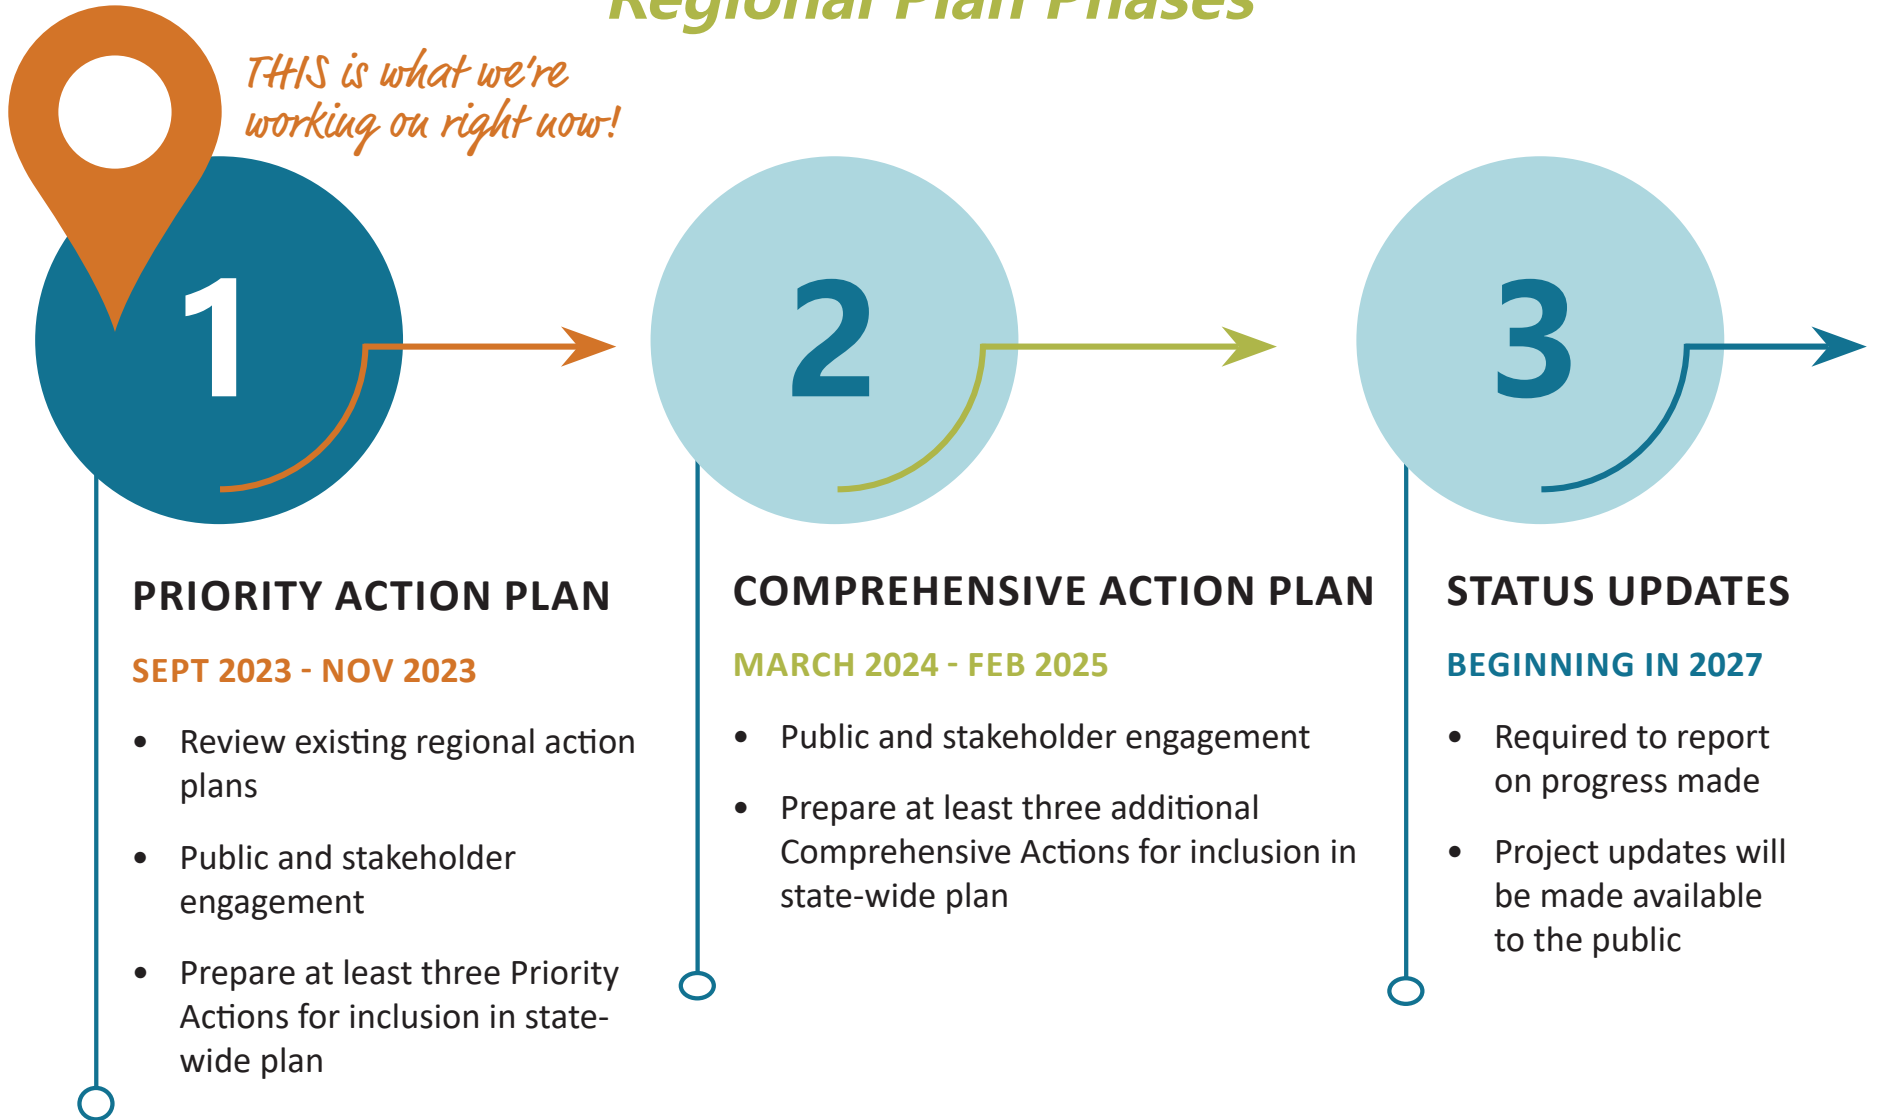 Regional Plan Phases
THIS is what we're
working on right now!
1
2
3
PRIORITY ACTION PLAN
SEPT 2023 - NOV 2023
• Review existing regional action
plans
• Public and stakeholder
engagement
• Prepare at least three Priority
Actions for inclusion in state-
wide plan
COMPREHENSIVE ACTION PLAN
MARCH 2024 - FEB 2025
• Public and stakeholder engagement
• Prepare at least three additional
Comprehensive Actions for inclusion in
state-wide plan
STATUS UPDATES
BEGINNING IN 2027
• Required to report
on progress made
• Project updates will
be made available
to the public